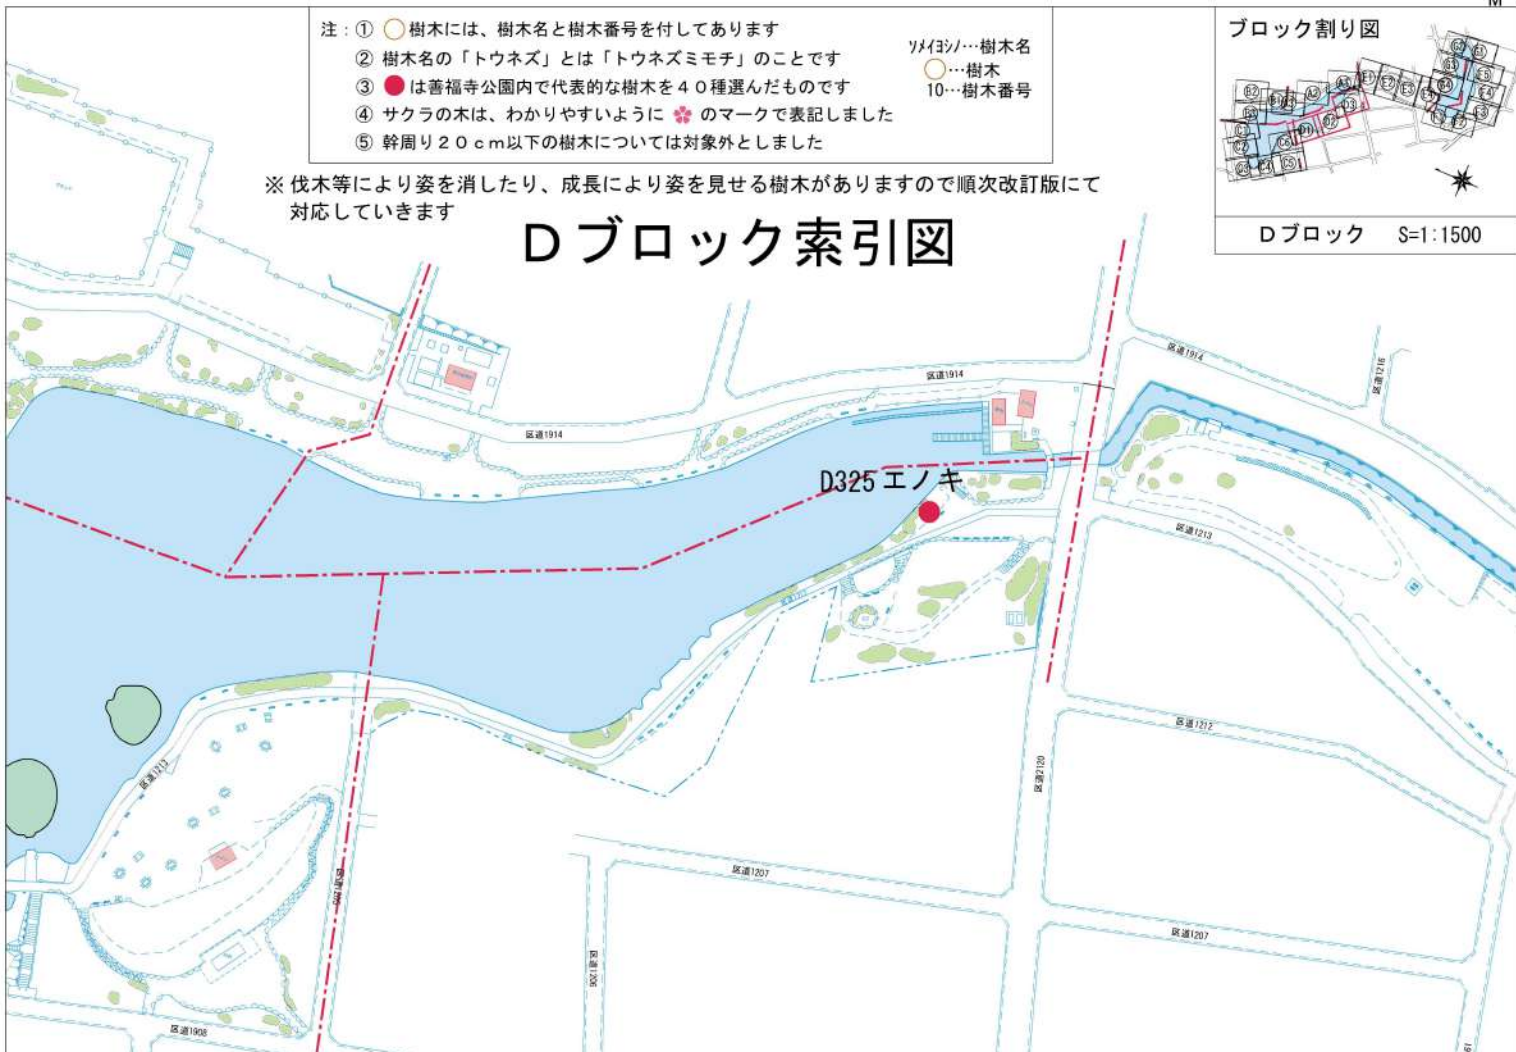 注：① ○樹木には、樹木名と樹木番号を付してあります
② 樹木名の「トウネズ」とは「トウネズミモチ」のことです
③ ●は善福寺公園内で代表的な樹木を４０種選んだものです
④ サクラの木は、わかりやすいように のマークで表記しました
⑤ 幹周り２０ｃｍ以下の樹木については対象外としました
ｿﾒｲﾖｼﾉ…樹木名
○…樹木
10…樹木番号
※ 伐木等により姿を消したり、成長により姿を見せる樹木がありますので順次改訂版にて
対応していきます
Ｄブロック索引図
ブロック割り図
Ｄブロック S=1:1500
区道1914
区道1914
区道1914
区道1216
D325 エノキ
区道1213
区道1212
区道2120
区道1213
区道1207
区道1207
区道1206
区道1908